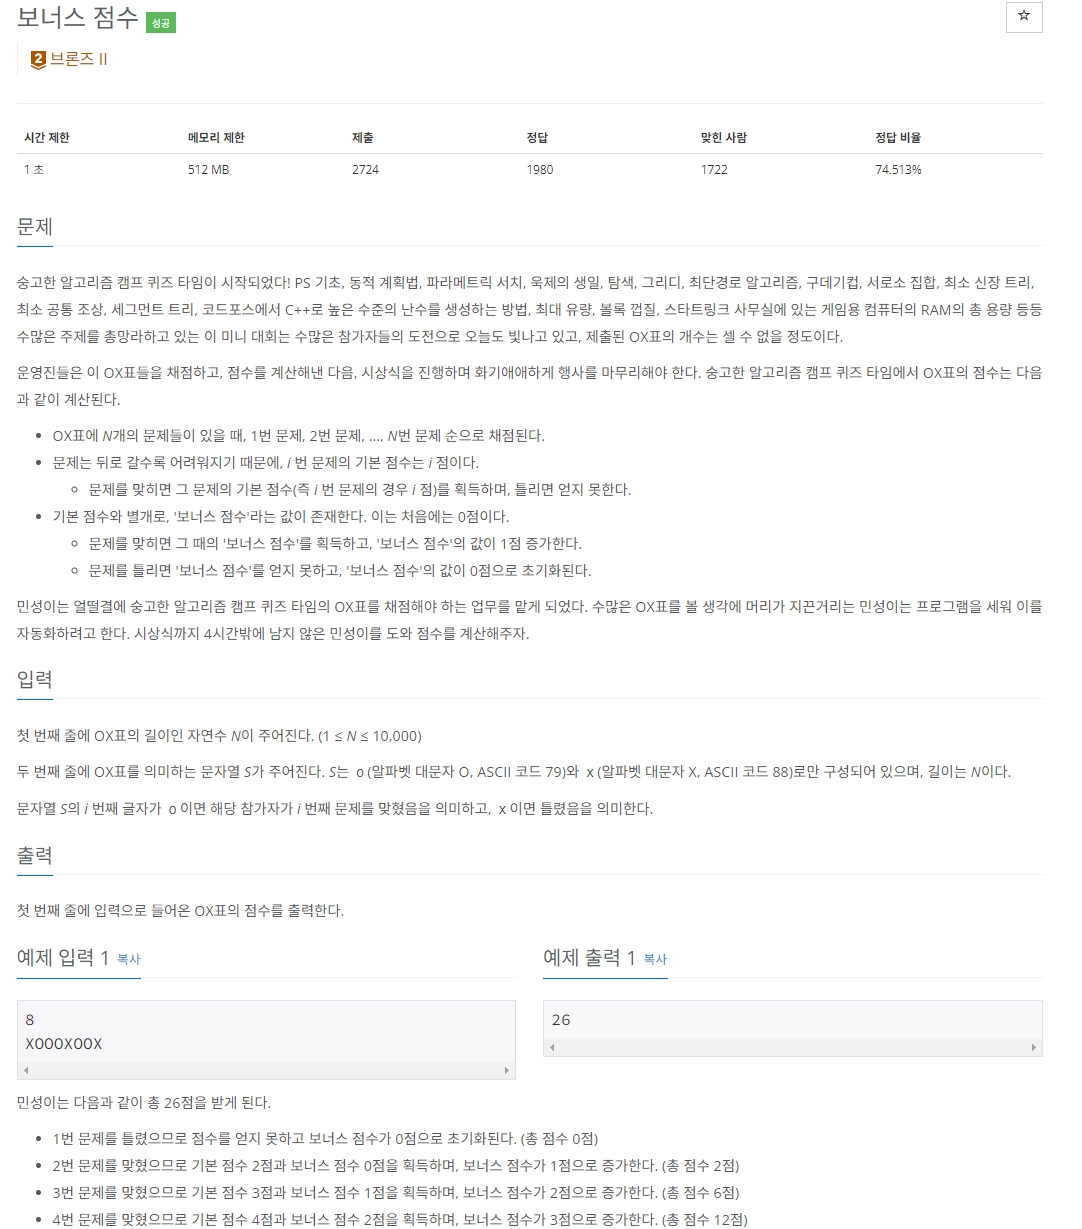 보너스 점수 성공
☆
2 브론즈 II
시간 제한 메모리 제한 제출 정답 맞힌 사람 정답 비율
1 초 512 MB 2724 1980 1722 74.513%
문제
숭고한 알고리즘 캠프 퀴즈 타임이 시작되었다! PS 기초, 동적 계획법, 파라메트릭 서치, 욱제의 생일, 탐색, 그리디, 최단경로 알고리즘, 구데기컵, 서로소 집합, 최소 신장 트리,
최소 공통 조상, 세그먼트 트리, 코드포스에서 C++로 높은 수준의 난수를 생성하는 방법, 최대 유량, 볼록 껍질, 스타트링크 사무실에 있는 게임용 컴퓨터의 RAM의 총 용량 등등
수많은 주제를 총망라하고 있는 이 미니 대회는 수많은 참가자들의 도전으로 오늘도 빛나고 있고, 제출된 OX표의 개수는 셀 수 없을 정도이다.
운영진들은 이 OX표들을 채점하고, 점수를 계산해낸 다음, 시상식을 진행하며 화기애애하게 행사를 마무리해야 한다. 숭고한 알고리즘 캠프 퀴즈 타임에서 OX표의 점수는 다음
과 같이 계산된다.
• OX표에 N개의 문제들이 있을 때, 1번 문제, 2번 문제, ..., N번 문제 순으로 채점된다.
• 문제는 뒤로 갈수록 어려워지기 때문에, i 번 문제의 기본 점수는 i 점이다.
◦ 문제를 맞히면 그 문제의 기본 점수(즉 i 번 문제의 경우 i 점)를 획득하며, 틀리면 얻지 못한다.
• 기본 점수와 별개로, '보너스 점수'라는 값이 존재한다. 이는 처음에는 0점이다.
◦ 문제를 맞히면 그 때의 '보너스 점수'를 획득하고, '보너스 점수'의 값이 1점 증가한다.
◦ 문제를 틀리면 '보너스 점수'를 얻지 못하고, '보너스 점수'의 값이 0점으로 초기화된다.
민성이는 얼떨결에 숭고한 알고리즘 캠프 퀴즈 타임의 OX표를 채점해야 하는 업무를 맡게 되었다. 수많은 OX표를 볼 생각에 머리가 지끈거리는 민성이는 프로그램을 세워 이를
자동화하려고 한다. 시상식까지 4시간밖에 남지 않은 민성이를 도와 점수를 계산해주자.
입력
첫 번째 줄에 OX표의 길이인 자연수 N이 주어진다. (1 ≤ N ≤ 10,000)
두 번째 줄에 OX표를 의미하는 문자열 S가 주어진다. S는 O (알파벳 대문자 O, ASCII 코드 79)와 X (알파벳 대문자 X, ASCII 코드 88)로만 구성되어 있으며, 길이는 N이다.
문자열 S의 i 번째 글자가 O 이면 해당 참가자가 i 번째 문제를 맞혔음을 의미하고, X 이면 틀렸음을 의미한다.
출력
첫 번째 줄에 입력으로 들어온 OX표의 점수를 출력한다.
예제 입력 1 복사
8
XOOOXOOX
예제 출력 1 복사
26
민성이는 다음과 같이 총 26점을 받게 된다.
• 1번 문제를 틀렸으므로 점수를 얻지 못하고 보너스 점수가 0점으로 초기화된다. (총 점수 0점)
• 2번 문제를 맞혔으므로 기본 점수 2점과 보너스 점수 0점을 획득하며, 보너스 점수가 1점으로 증가한다. (총 점수 2점)
• 3번 문제를 맞혔으므로 기본 점수 3점과 보너스 점수 1점을 획득하며, 보너스 점수가 2점으로 증가한다. (총 점수 6점)
• 4번 문제를 맞혔으므로 기본 점수 4점과 보너스 점수 2점을 획득하며, 보너스 점수가 3점으로 증가한다. (총 점수 12점)